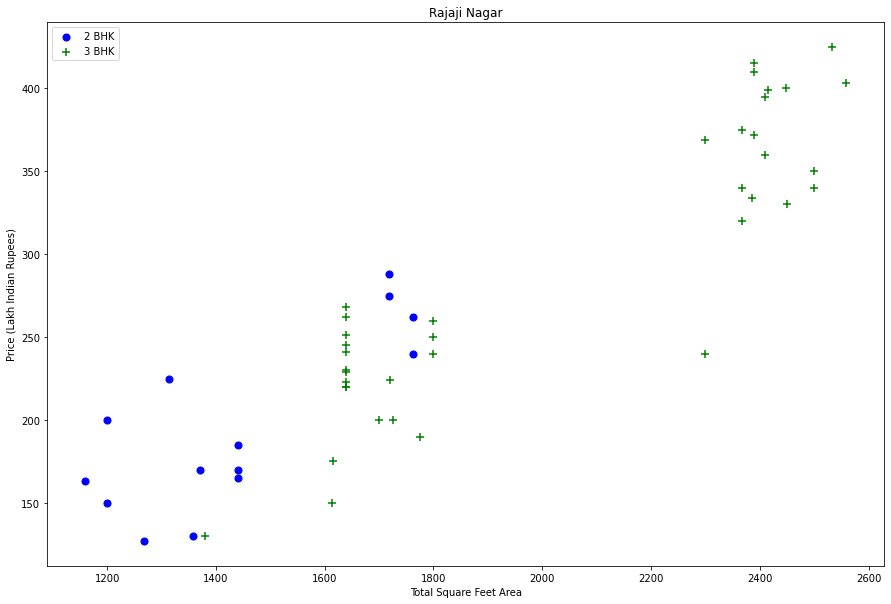 Rajaji Nagar
2 BHK
3 BHK
Price (Lakh Indian Rupees)
400
350
300
250
200
150
1200 1400 1600 1800 2000 2200 2400 2600
Total Square Feet Area